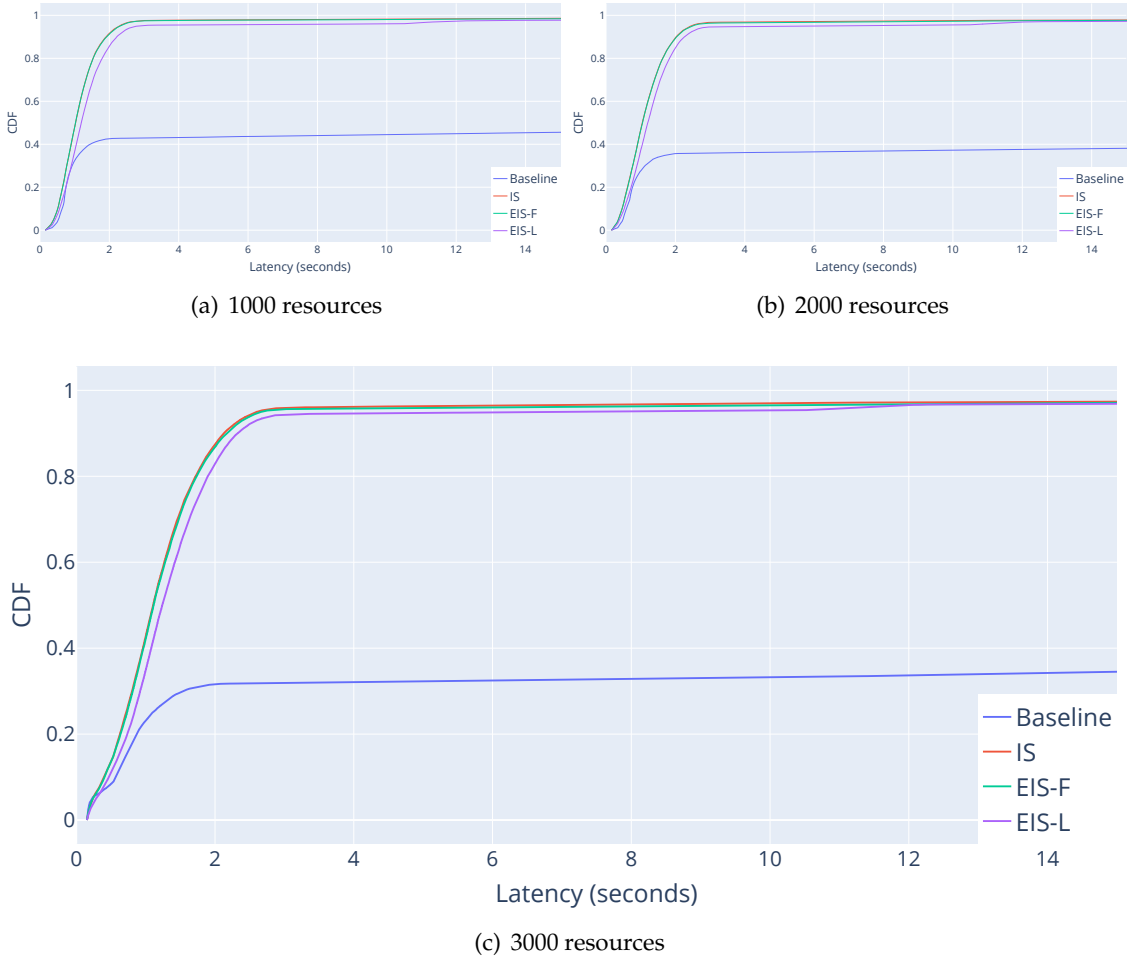 1
0.8
0.6
0.4
0.2
0
CDF
0 2 4 6 8 10 12 14
Latency (seconds)
Baseline
IS
EIS-F
EIS-L
(a) 1000 resources
1
0.8
0.6
0.4
0.2
0
CDF
0 2 4 6 8 10 12 14
Latency (seconds)
Baseline
IS
EIS-F
EIS-L
(b) 2000 resources
1
0.8
0.6
0.4
0.2
0
CDF
0 2 4 6 8 10 12 14
Latency (seconds)
Baseline
IS
EIS-F
EIS-L
(c) 3000 resources